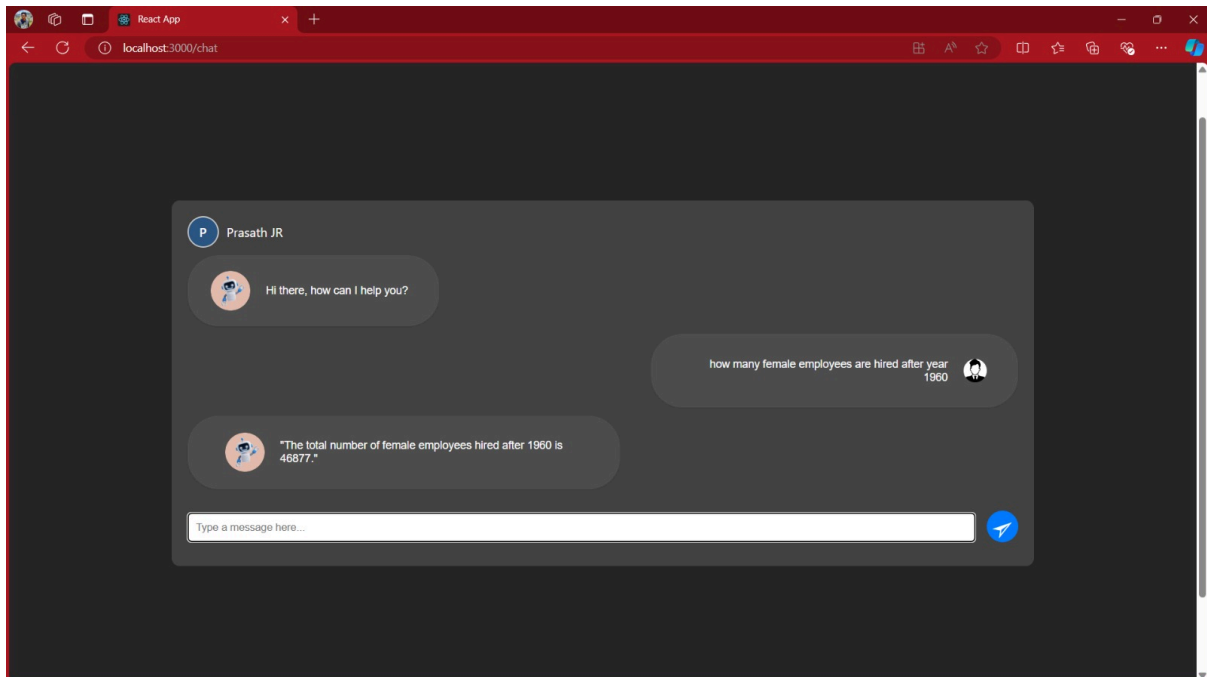 React App
localhost:3000/chat
P
Prasath JR
Hi there, how can I help you?
how many female employees are hired after year
1960
"The total number of female employees hired after 1960 is
46877."
Type a message here...